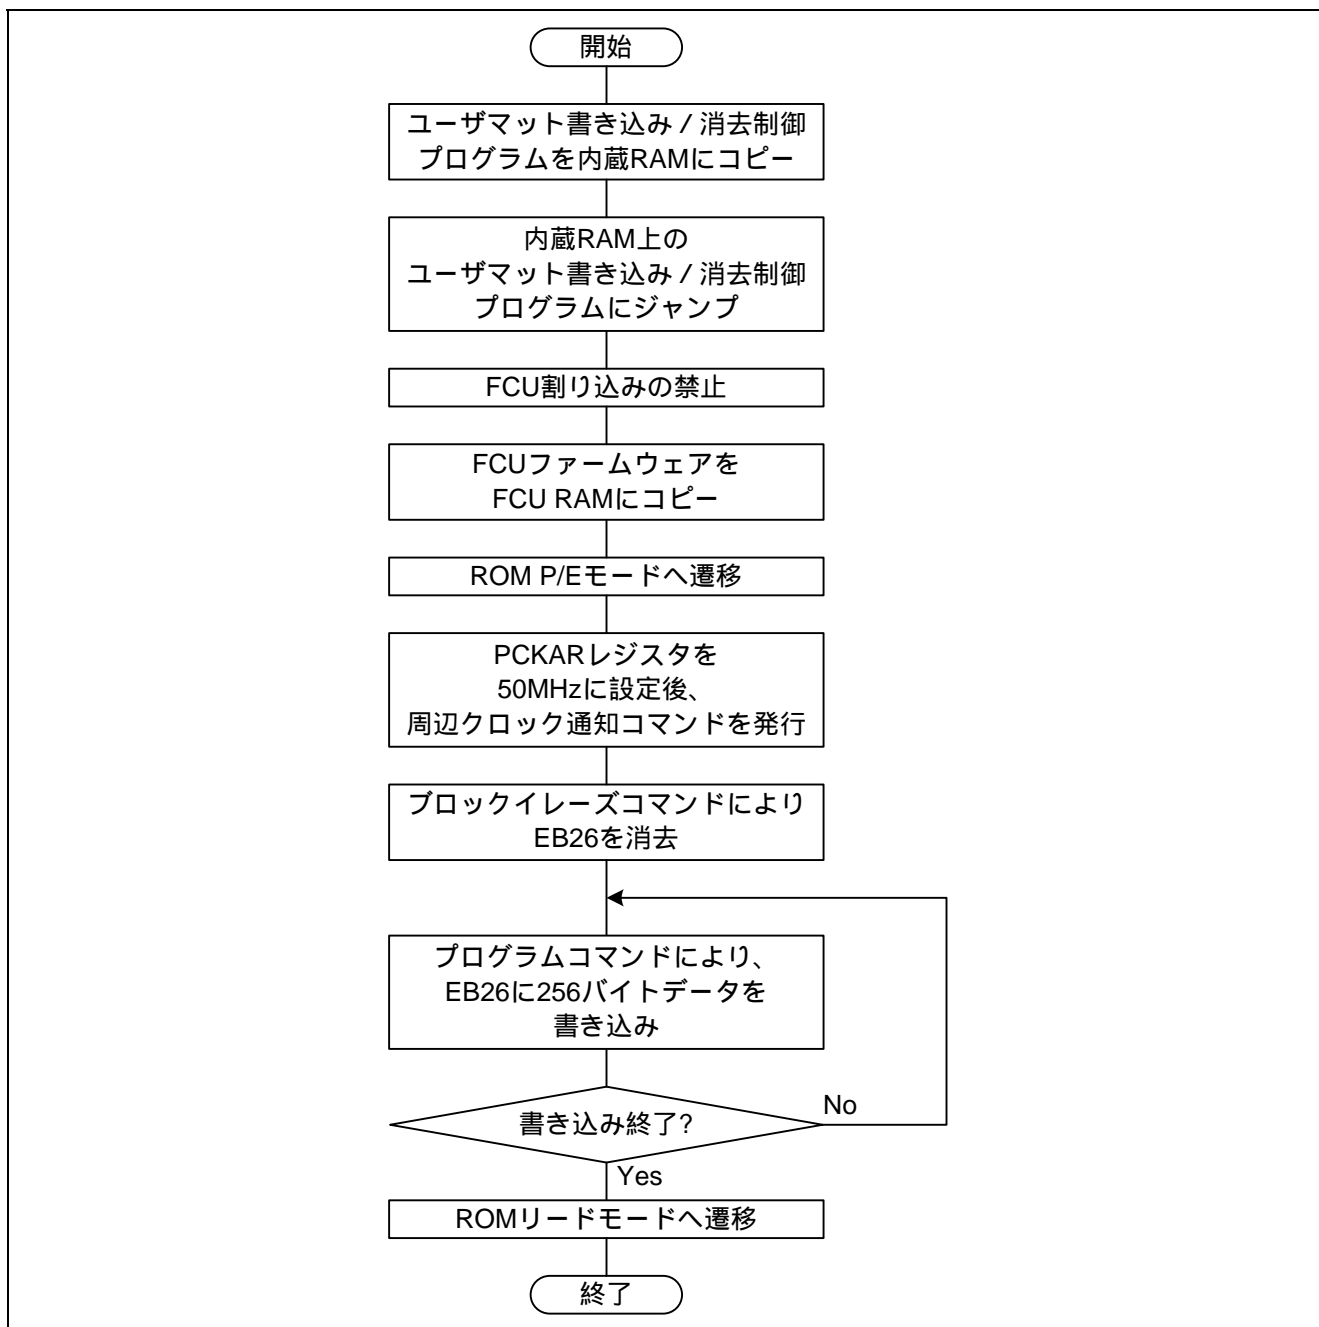 開始
ユーザマット書き込み / 消去制御
プログラムを内蔵RAMにコピー
内蔵RAM上の
ユーザマット書き込み / 消去制御
プログラムにジャンプ
FCU割り込みの禁止
FCUファームウェアを
FCU RAMにコピー
ROM P/Eモードへ遷移
PCKARレジスタを
50MHzに設定後、
周辺クロック通知コマンドを発行
ブロックイレーズコマンドにより
EB26を消去
プログラムコマンドにより、
EB26に256バイトデータを
書き込み
書き込み終了?
No
Yes
ROMリードモードへ遷移
終了